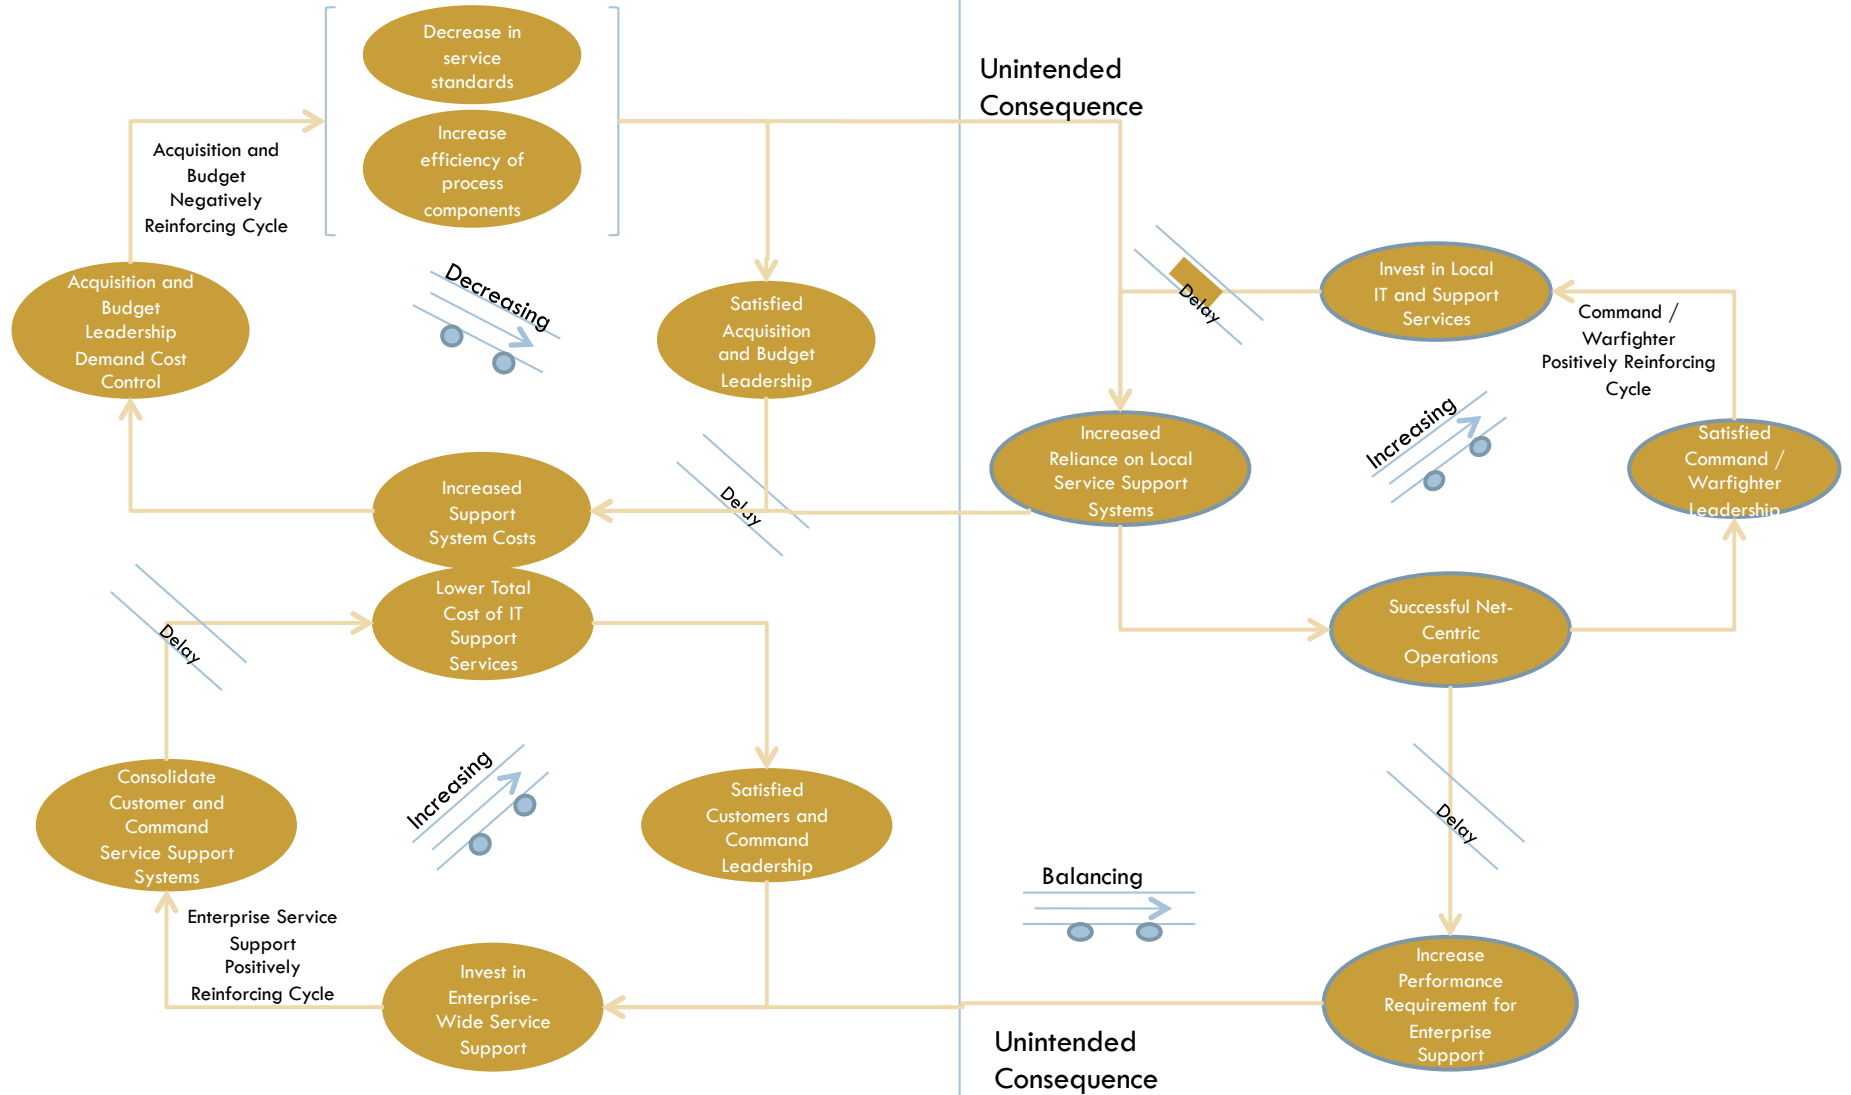 Decrease in
service
standards
Increase
efficiency of
process
components
Unintended
Consequence
Acquisition and
Budget
Negatively
Reinforcing Cycle
Acquisition and
Budget
Leadership
Demand Cost
Control
Decreasing
Satisfied
Acquisition
and Budget
Leadership
Delay
Invest in Local
IT and Support
Services
Command /
Warfighter
Positively Reinforcing
Cycle
Increasing
Increased
Reliance on Local
Service Support
Systems
Satisfied
Command /
Warfighter
Leadership
Increased
Support
System Costs
Delay
Lower Total
Cost of IT
Support
Services
Delay
Successful Net-
Centric
Operations
Consolidate
Customer and
Command
Service Support
Systems
Increasing
Satisfied
Customers and
Command
Leadership
Delay
Balancing
Enterprise Service
Support
Positively
Reinforcing Cycle
Invest in
Enterprise-
Wide Service
Support
Increase
Performance
Requirement for
Enterprise
Support
Unintended
Consequence